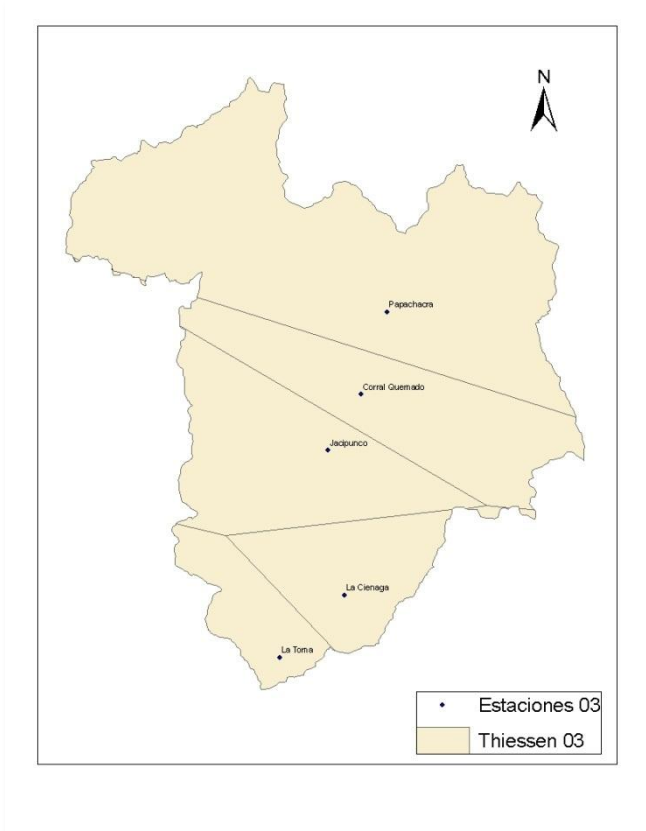 N
Papachacra
Corral Quemado
Jacipunco
La Cienaga
La Toma
Estaciones 03
Thiessen 03